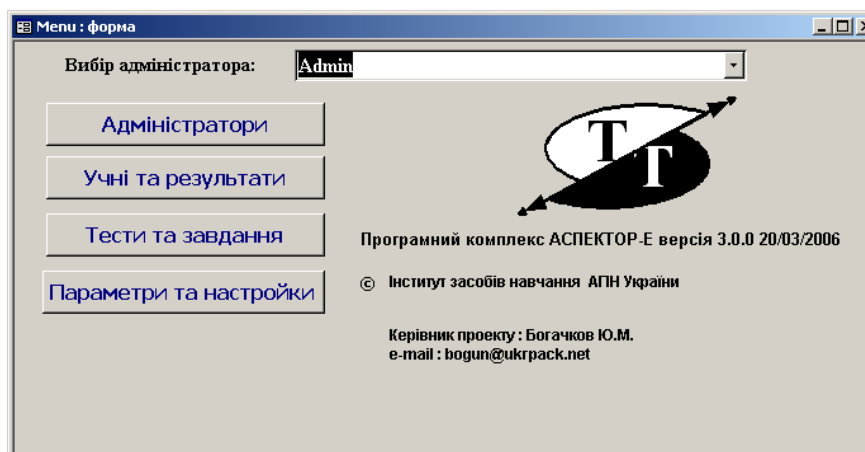 Menu : форма
Вибір адміністратора:
Admin
Адміністратори
Учні та результати
Тести та завдання
Параметри та настройки
Т
Т
Програмний комплекс АСПЕКТОР-Е версія 3.0.0 20/03/2006
© Інститут засобів навчання АПН України
Керівник проекту : Богачков Ю.М.
e-mail : bogun@ukrpack.net